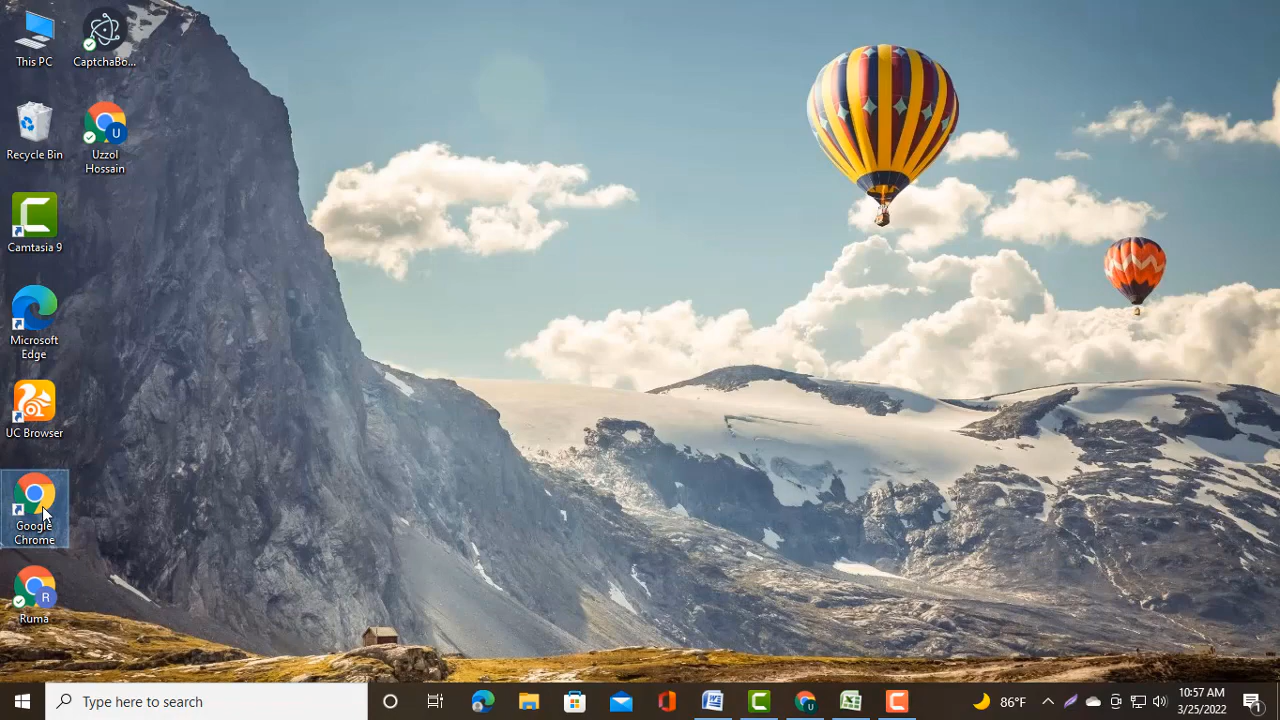 This PC
CaptchaBo...
Recycle Bin
U
Uzzol
Hossain
Camtasia 9
Microsoft
Edge
UC Browser
Google
Chrome
R
Ruma
Type here to search
U
86°F
10:57 AM
3/25/2022
1